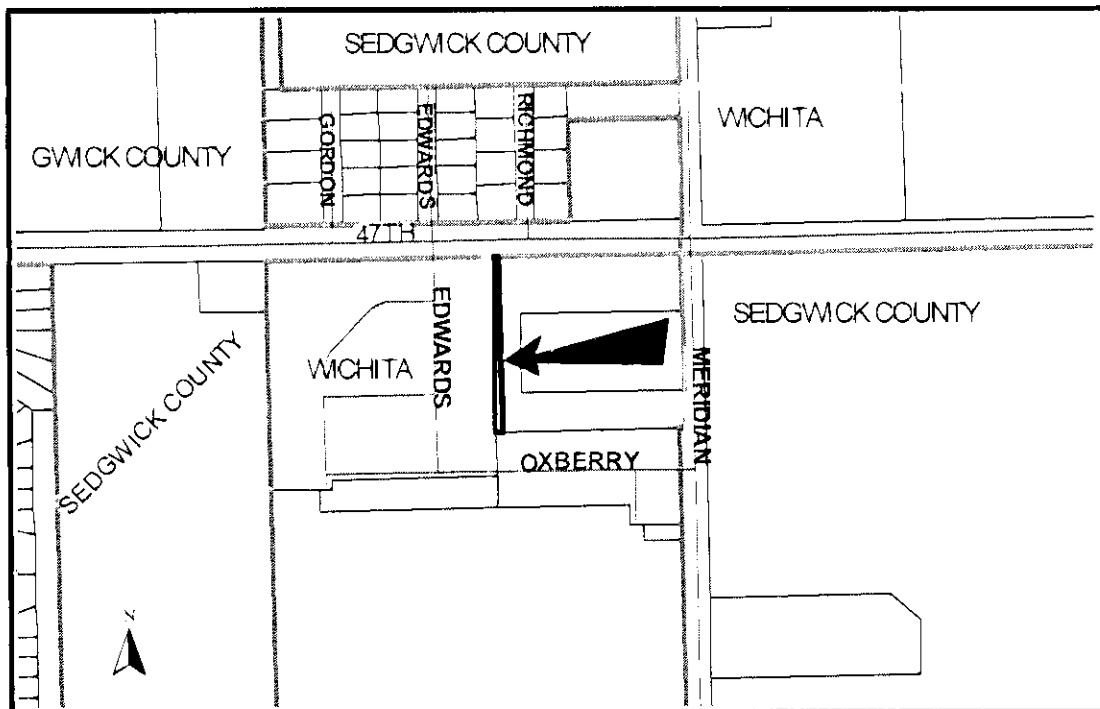 SEDGWICK COUNTY
WICHITA
GWICK COUNTY
GORDON
EDWARDS
RICHMOND
47TH
EDWARDS
SEDGWICK COUNTY
WICHITA
MERIDIAN
SEDGWICK COUNTY
OXBERRY
N